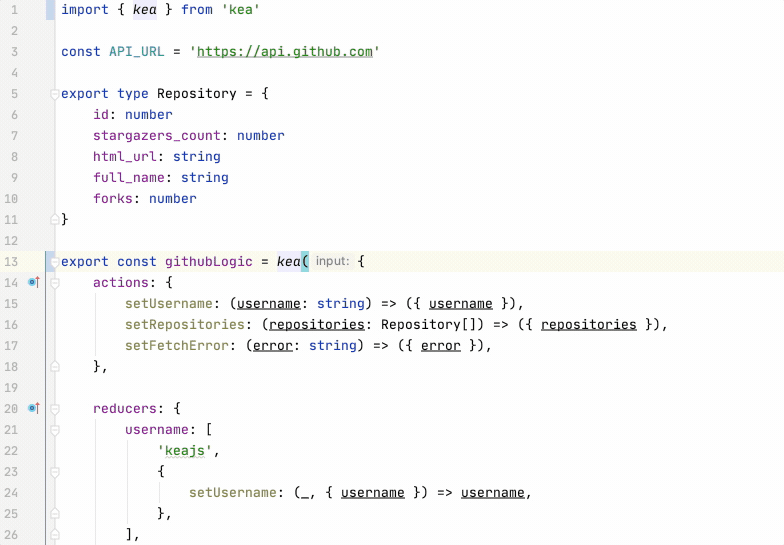 1 import { kea } from 'kea'
2
3 const API_URL = 'https://api.github.com'
4
5 export type Repository = {
6 id: number
7 stargazers_count: number
8 html_url: string
9 full_name: string
10 forks: number
11 }
12
13 export const githubLogic = kea( input: {
14 actions: {
15 setUsername: (username: string) => ({ username }),
16 setRepositories: (repositories: Repository[]) => ({ repositories }),
17 setFetchError: (error: string) => ({ error }),
18 },
19
20 reducers: {
21 username: [
22 'keajs',
23 {
24 setUsername: (_, { username }) => username,
25 },
26 ],